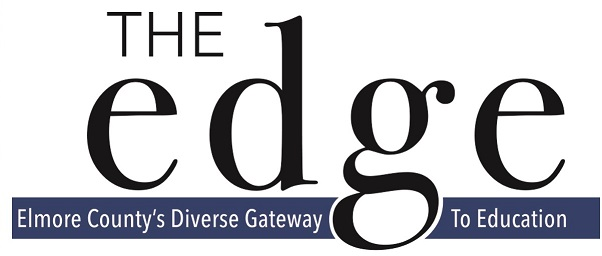 THE
edge
Elmore County's Diverse Gateway To Education